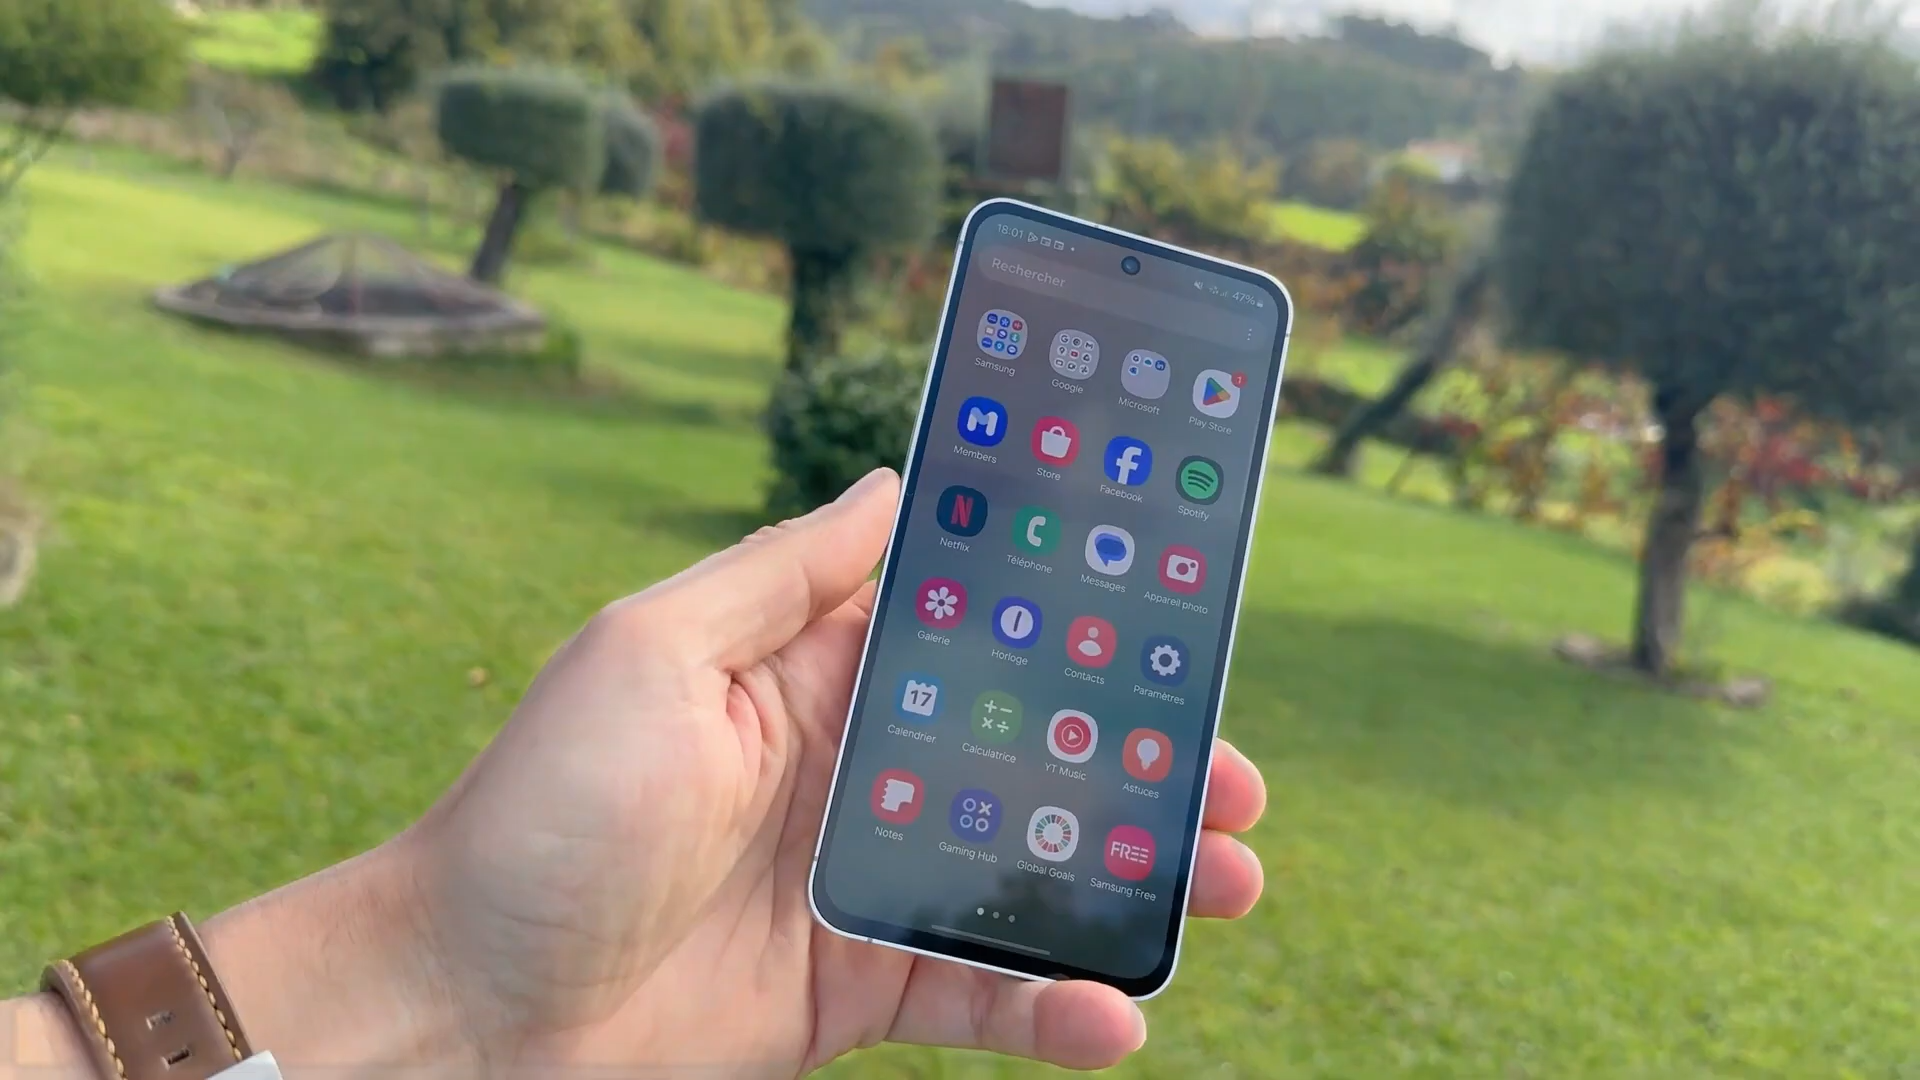 18:01
47%
Rechercher
Samsung
Google
Microsoft
1
Play Store
Members
Store
Facebook
Spotify
N
Netflix
Téléphone
Messages
Appareil photo
Galerie
Horloge
Contacts
Paramètres
17
Calendrier
Calculatrice
YT Music
Astuces
Notes
Gaming Hub
Global Goals
FREE
Samsung Free